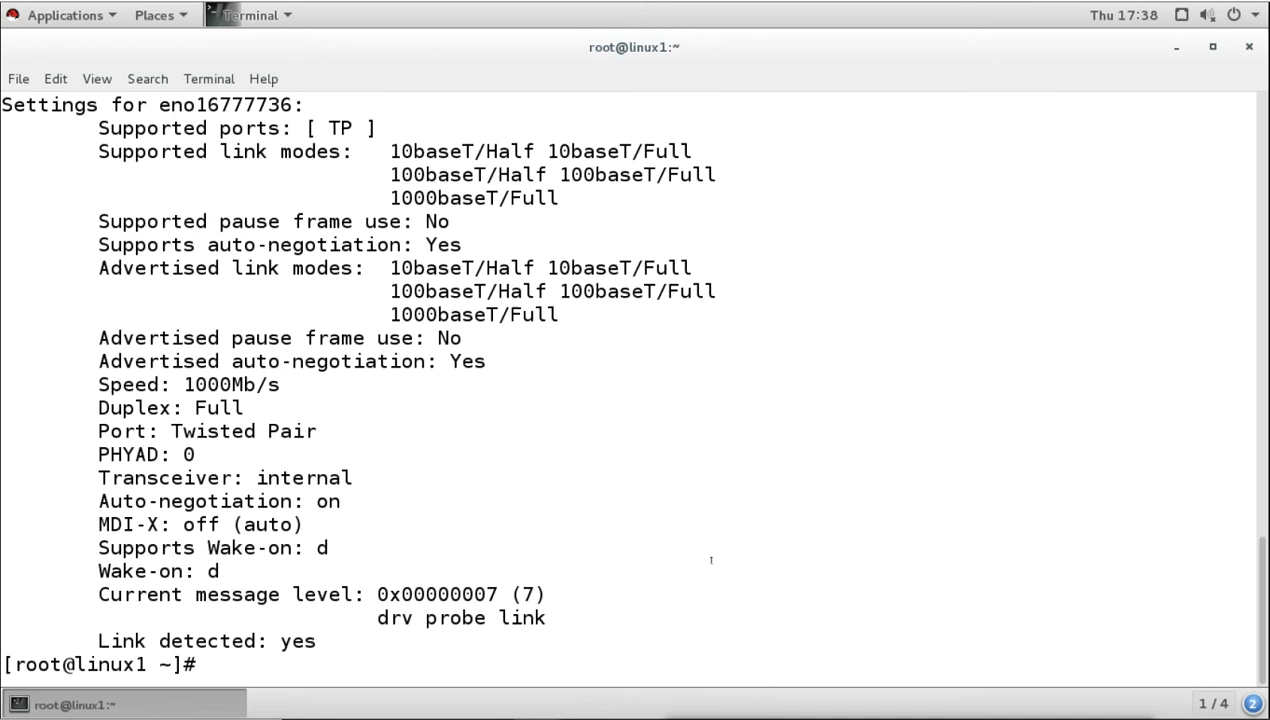 Applications Places Terminal Thu 17:38
root@linux1:~
File Edit View Search Terminal Help
Settings for eno16777736:
Supported ports: [ TP ]
Supported link modes: 10baseT/Half 10baseT/Full
100baseT/Half 100baseT/Full
1000baseT/Full
Supported pause frame use: No
Supports auto-negotiation: Yes
Advertised link modes: 10baseT/Half 10baseT/Full
100baseT/Half 100baseT/Full
1000baseT/Full
Advertised pause frame use: No
Advertised auto-negotiation: Yes
Speed: 1000Mb/s
Duplex: Full
Port: Twisted Pair
PHYAD: 0
Transceiver: internal
Auto-negotiation: on
MDI-X: off (auto)
Supports Wake-on: d
Wake-on: d
Current message level: 0x00000007 (7)
drv probe link
Link detected: yes
[root@linux1 ~]#
root@linux1:~ 1 / 4 2